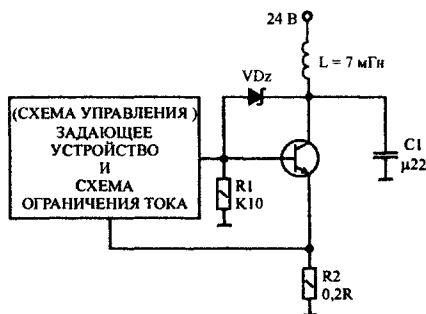 24 В
L = 7 мГн
VDz
(СХЕМА УПРАВЛЕНИЯ)
ЗАДАЮЩЕЕ
УСТРОЙСТВО
И
СХЕМА
ОГРАНИЧЕНИЯ ТОКА
C1
μ22
R1
K10
R2
0,2R